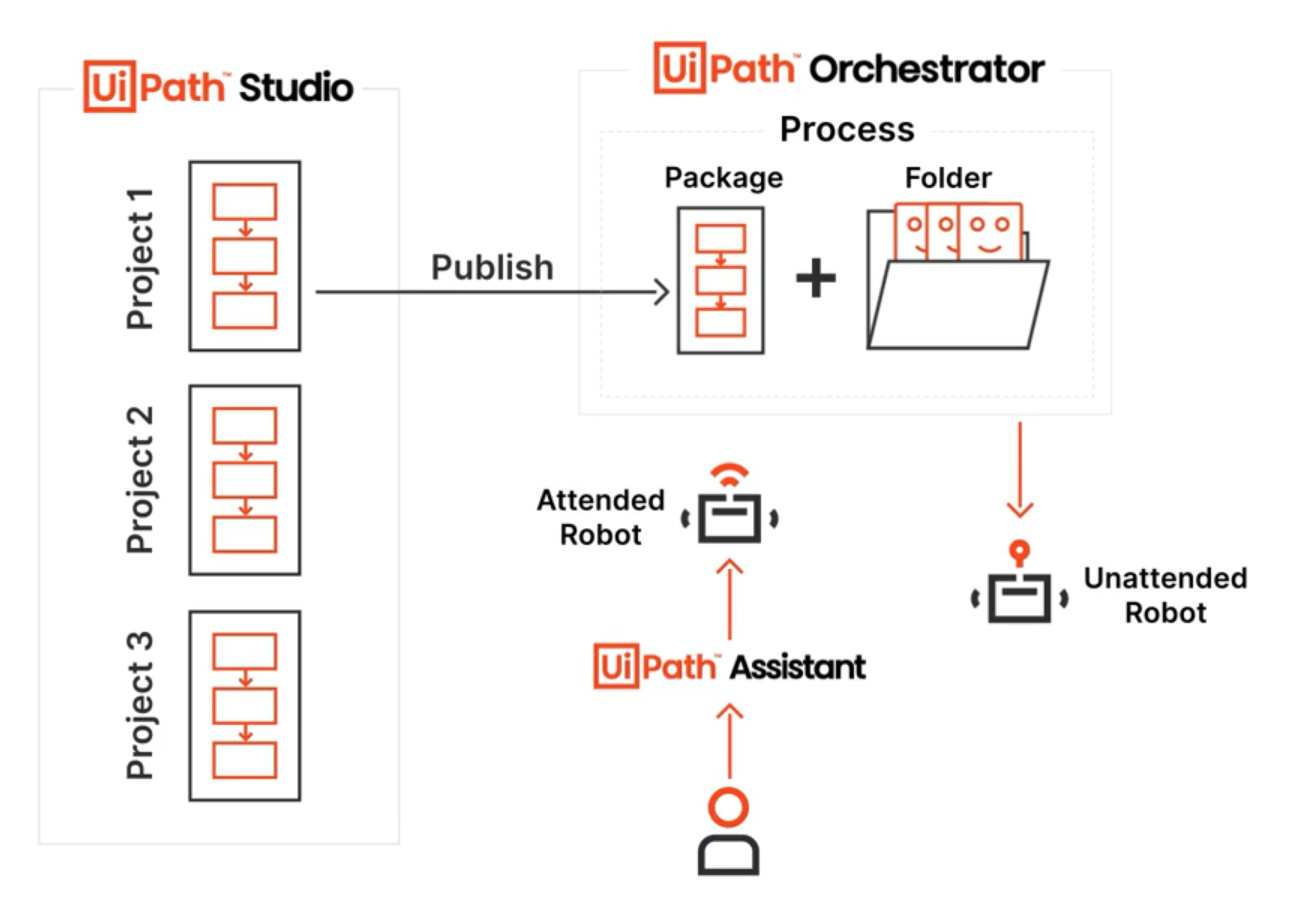 UiPath™ Studio
Project 1
Project 2
Project 3
Publish
UiPath™ Orchestrator
Process
Package
Folder
Attended
Robot
Unattended
Robot
UiPath™ Assistant